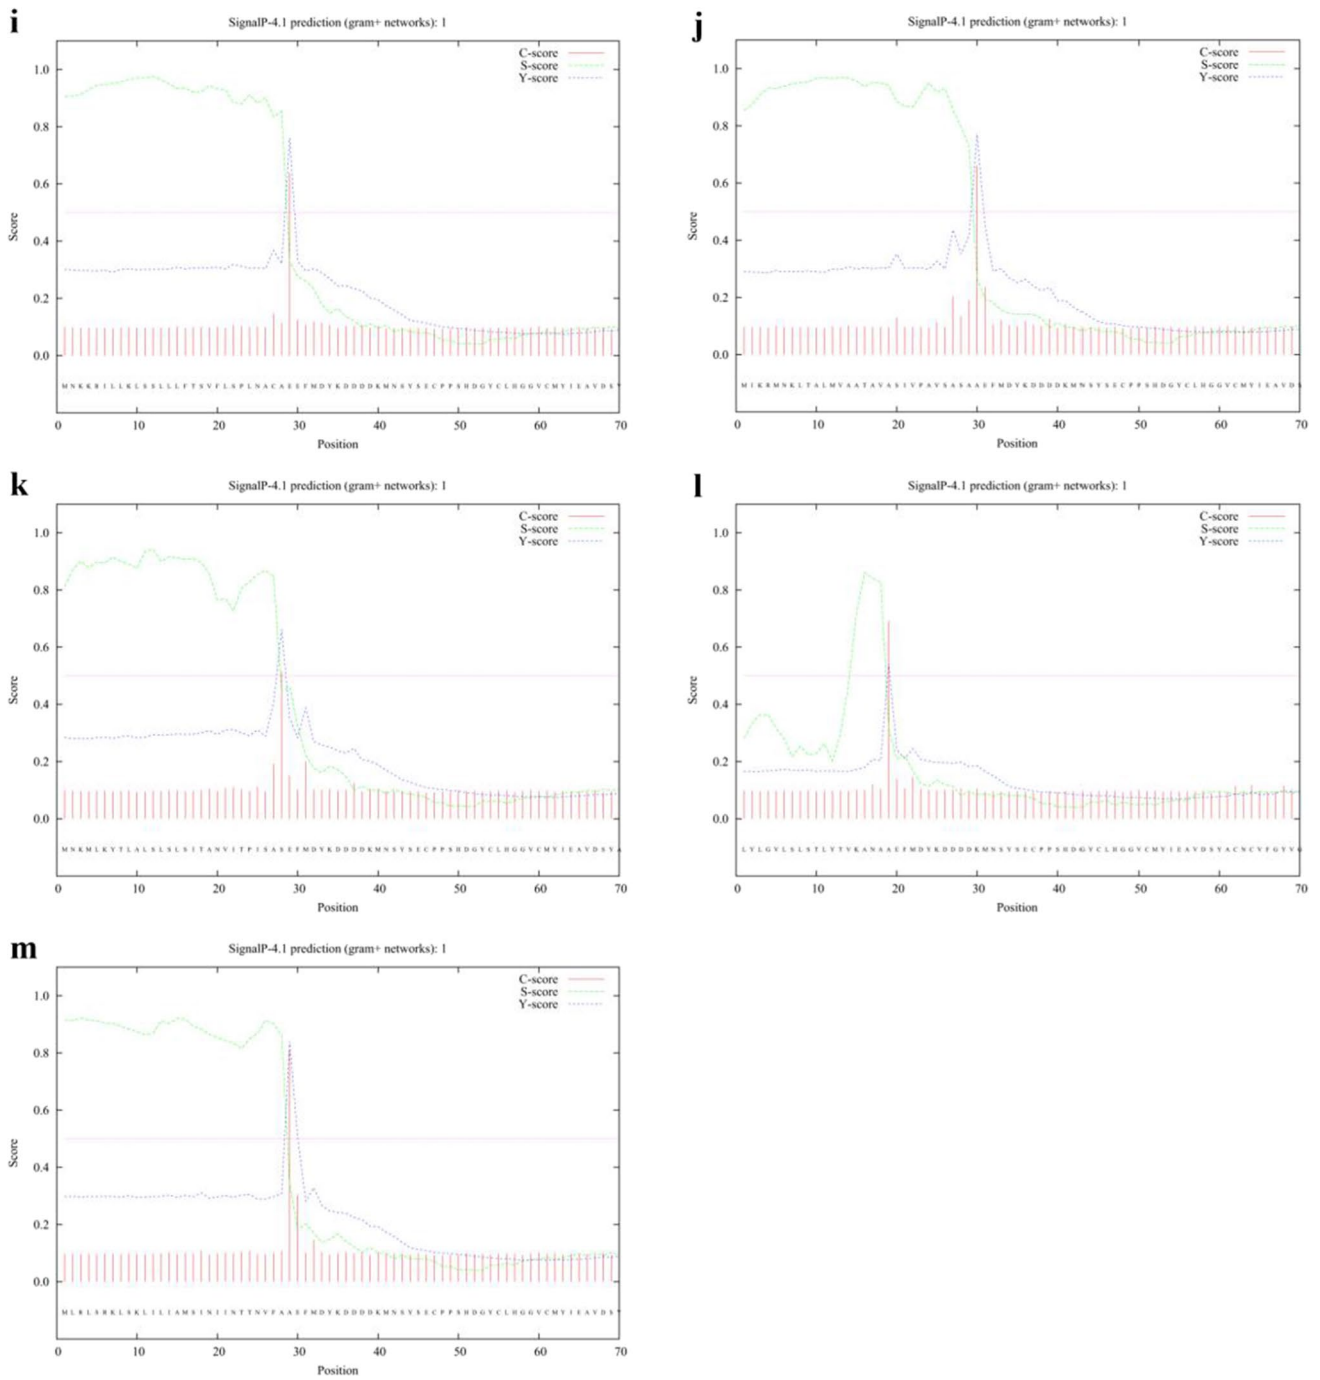 i
SignalP-4.1 prediction (gram+ networks): 1
C-score
S-score
Y-score
1.0
0.8
0.6
0.4
0.2
0.0
Score
0 10 20 30 40 50 60 70
Position
j
SignalP-4.1 prediction (gram+ networks): 1
C-score
S-score
Y-score
1.0
0.8
0.6
0.4
0.2
0.0
Score
0 10 20 30 40 50 60 70
Position
k
SignalP-4.1 prediction (gram+ networks): 1
C-score
S-score
Y-score
1.0
0.8
0.6
0.4
0.2
0.0
Score
0 10 20 30 40 50 60 70
Position
l
SignalP-4.1 prediction (gram+ networks): 1
C-score
S-score
Y-score
1.0
0.8
0.6
0.4
0.2
0.0
Score
0 10 20 30 40 50 60 70
Position
m
SignalP-4.1 prediction (gram+ networks): 1
C-score
S-score
Y-score
1.0
0.8
0.6
0.4
0.2
0.0
Score
0 10 20 30 40 50 60 70
Position